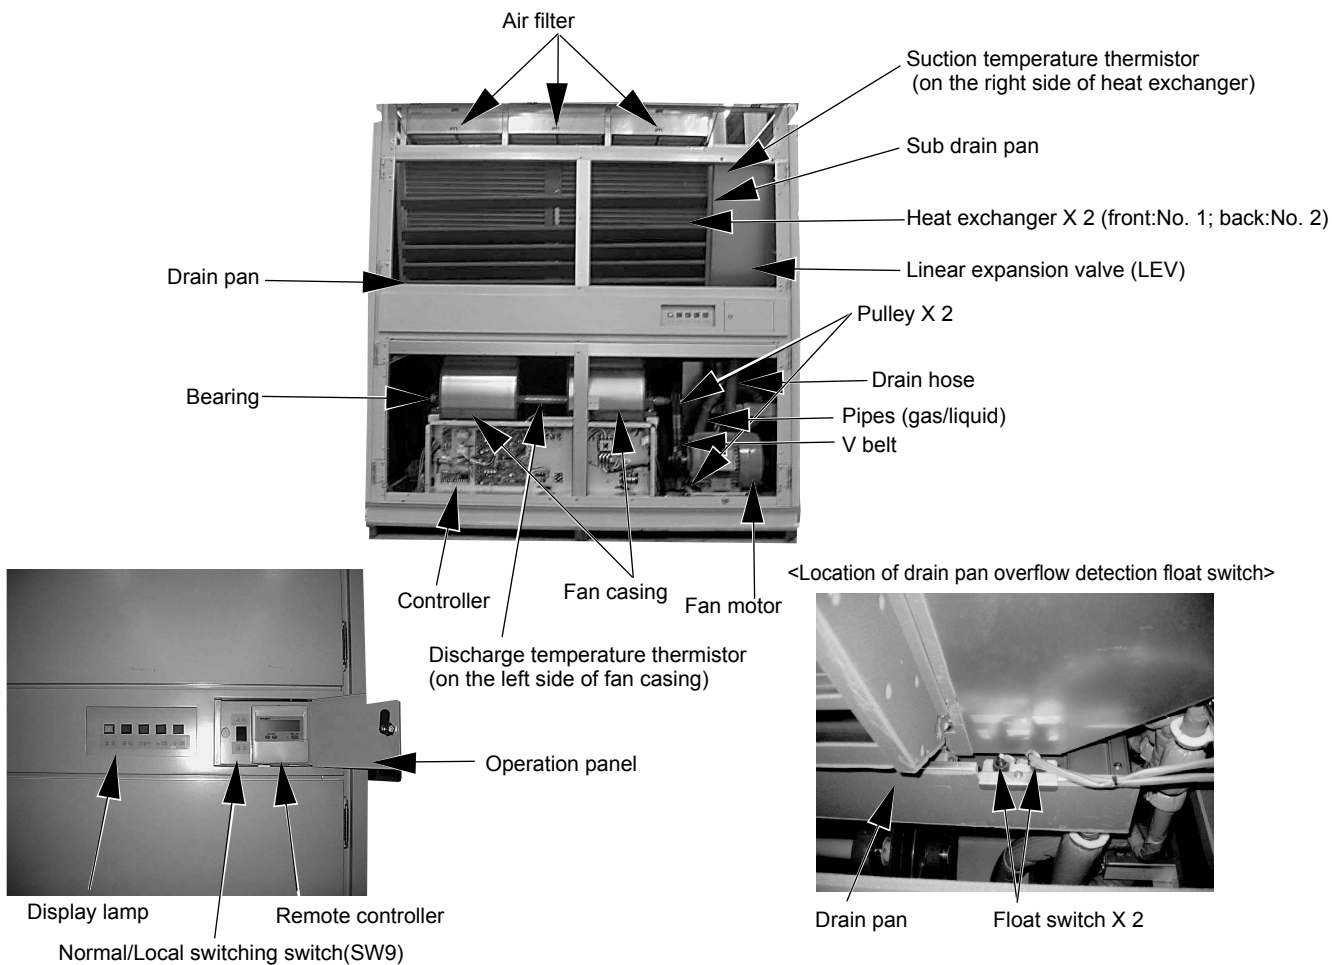 Air filter
Suction temperature thermistor
(on the right side of heat exchanger)
Sub drain pan
Heat exchanger X 2 (front:No. 1; back:No. 2)
Linear expansion valve (LEV)
Drain pan
Pulley X 2
Bearing
Drain hose
Pipes (gas/liquid)
V belt
Controller
Fan casing
Fan motor
Discharge temperature thermistor
(on the left side of fan casing)
<Location of drain pan overflow detection float switch>
Operation panel
Display lamp
Remote controller
Normal/Local switching switch(SW9)
Drain pan
Float switch X 2